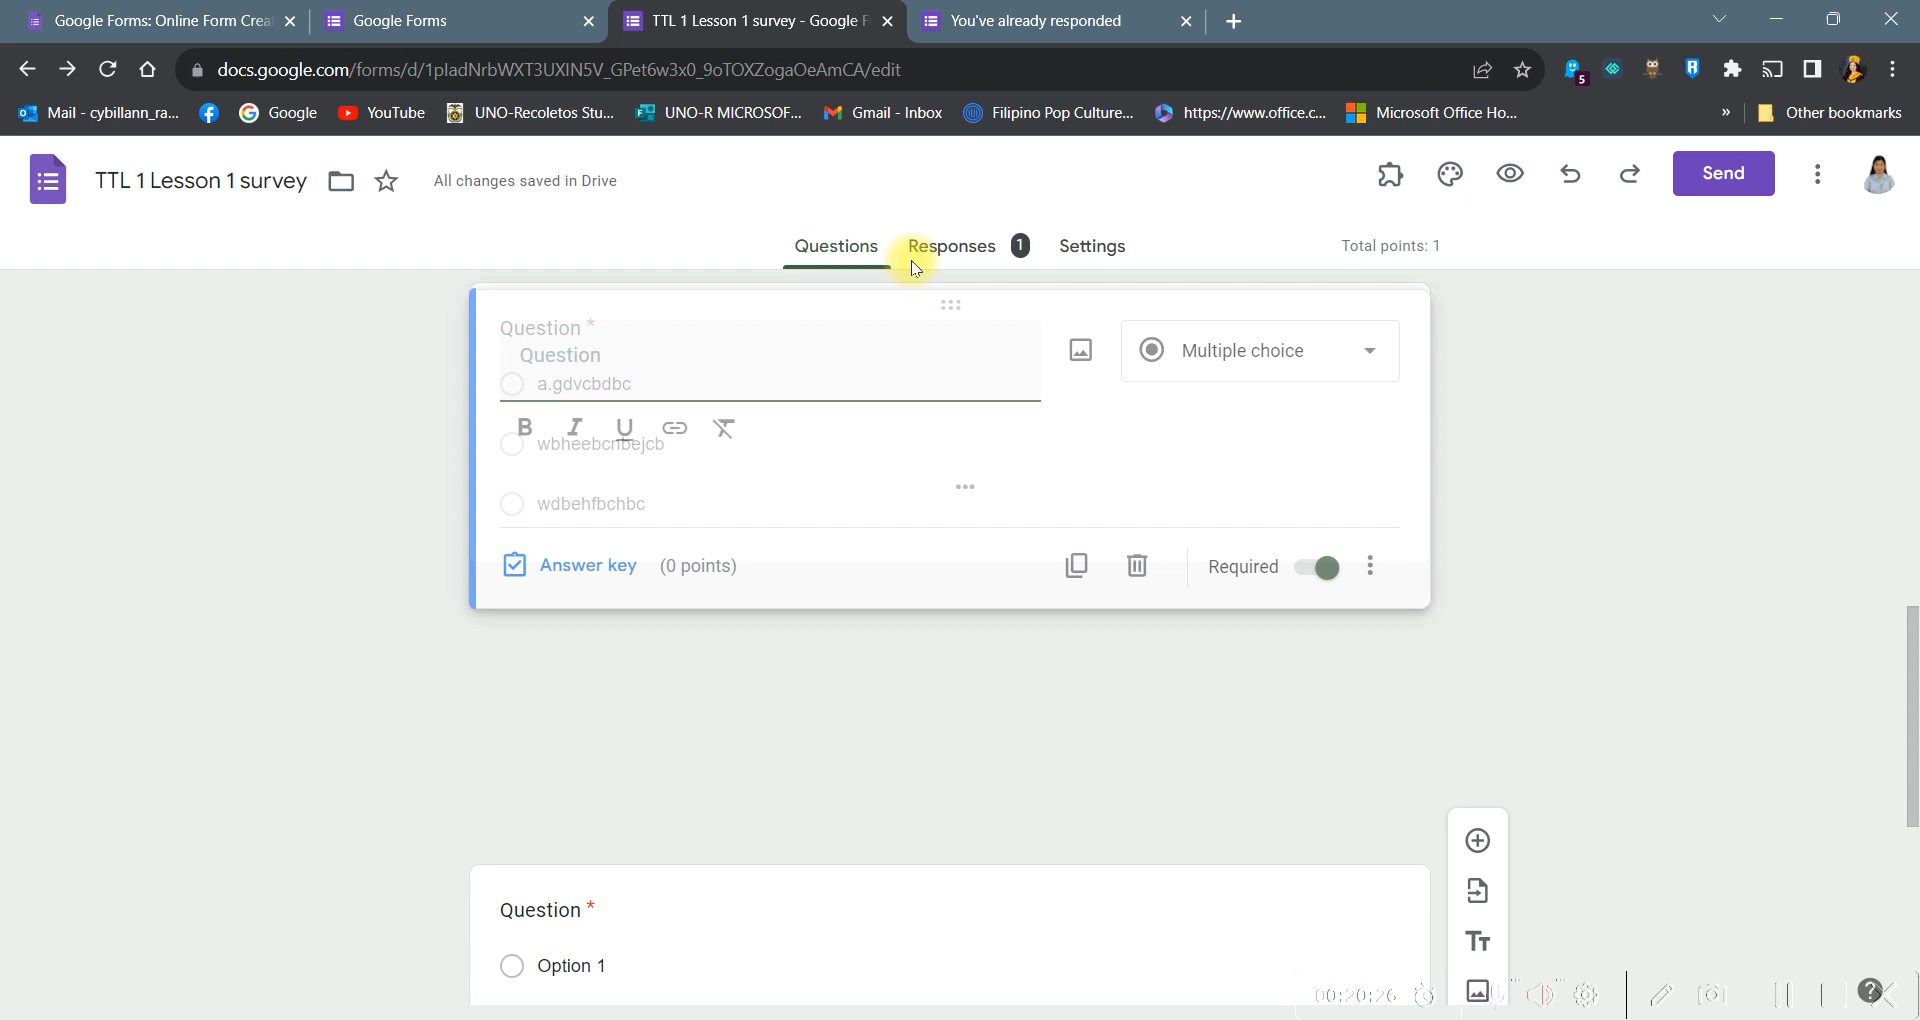 Google Forms: Online Form Crea
Google Forms
TTL 1 Lesson 1 survey - Google F
You've already responded
docs.google.com/forms/d/1pladNrbWXT3UXIN5V_GPet6w3x0_9oTOXZogaOeAmCA/edit
5
Mail - cybillann_ra...
Google
YouTube
UNO-Recoletos Stu...
UNO-R MICROSOF...
Gmail - Inbox
Filipino Pop Culture...
https://www.office.c...
Microsoft Office Ho...
»
Other bookmarks
TTL 1 Lesson 1 survey
All changes saved in Drive
Send
Questions
Responses 1
Settings
Total points: 1
Question *
Question
Multiple choice
a.gdvcbdbc
B I U
wbheebcnbejcb
wdbehfbchbc
Answer key (0 points)
Required
Question *
Option 1
Tт
00:20:26